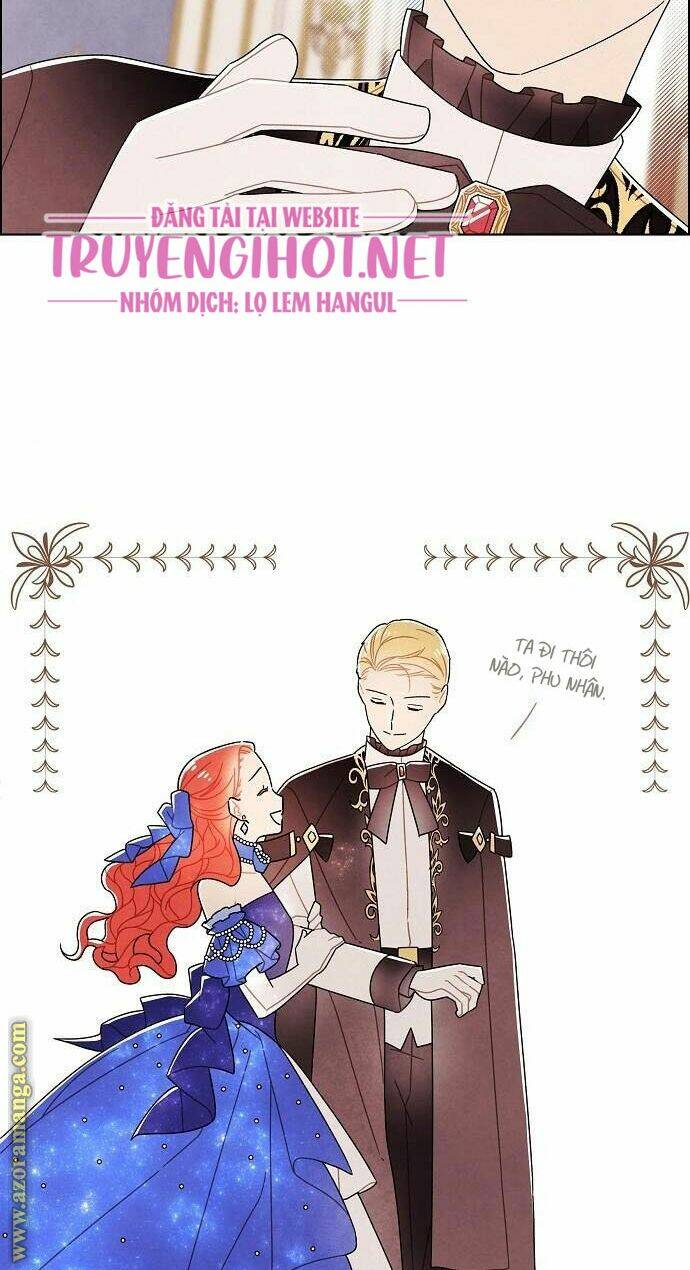 ĐĂNG TẢI TẠI WEBSITE
TRUYENGIHOT.NET
NHÓM DỊCH: LỌ LEM HANGUL
TA ĐI THÔI
NÀO, PHU NHÂN.
www.azoramanga.com